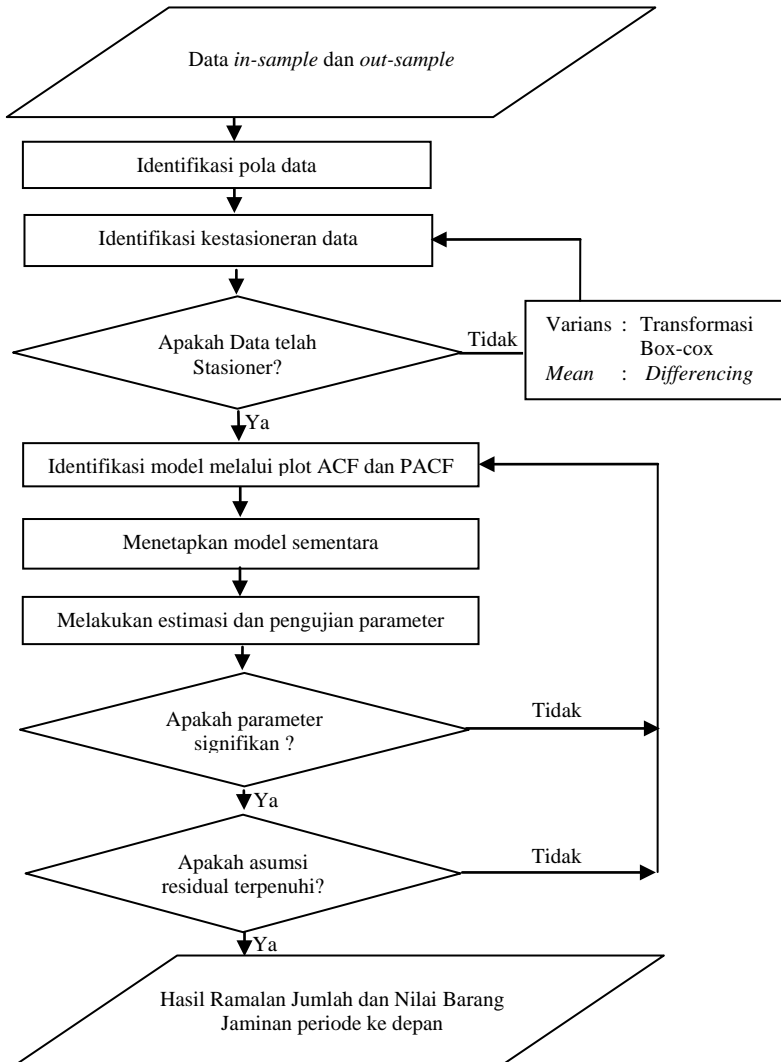 Data in-sample dan out-sample
Identifikasi pola data
Identifikasi kestasioneran data
Apakah Data telah
Stasioner?
Tidak
Varians : Transformasi
Box-cox
Mean : Differencing
Ya
Identifikasi model melalui plot ACF dan PACF
Menetapkan model sementara
Melakukan estimasi dan pengujian parameter
Apakah parameter
signifikan ?
Tidak
Ya
Apakah asumsi
residual terpenuhi?
Tidak
Ya
Hasil Ramalan Jumlah dan Nilai Barang
Jaminan periode ke depan